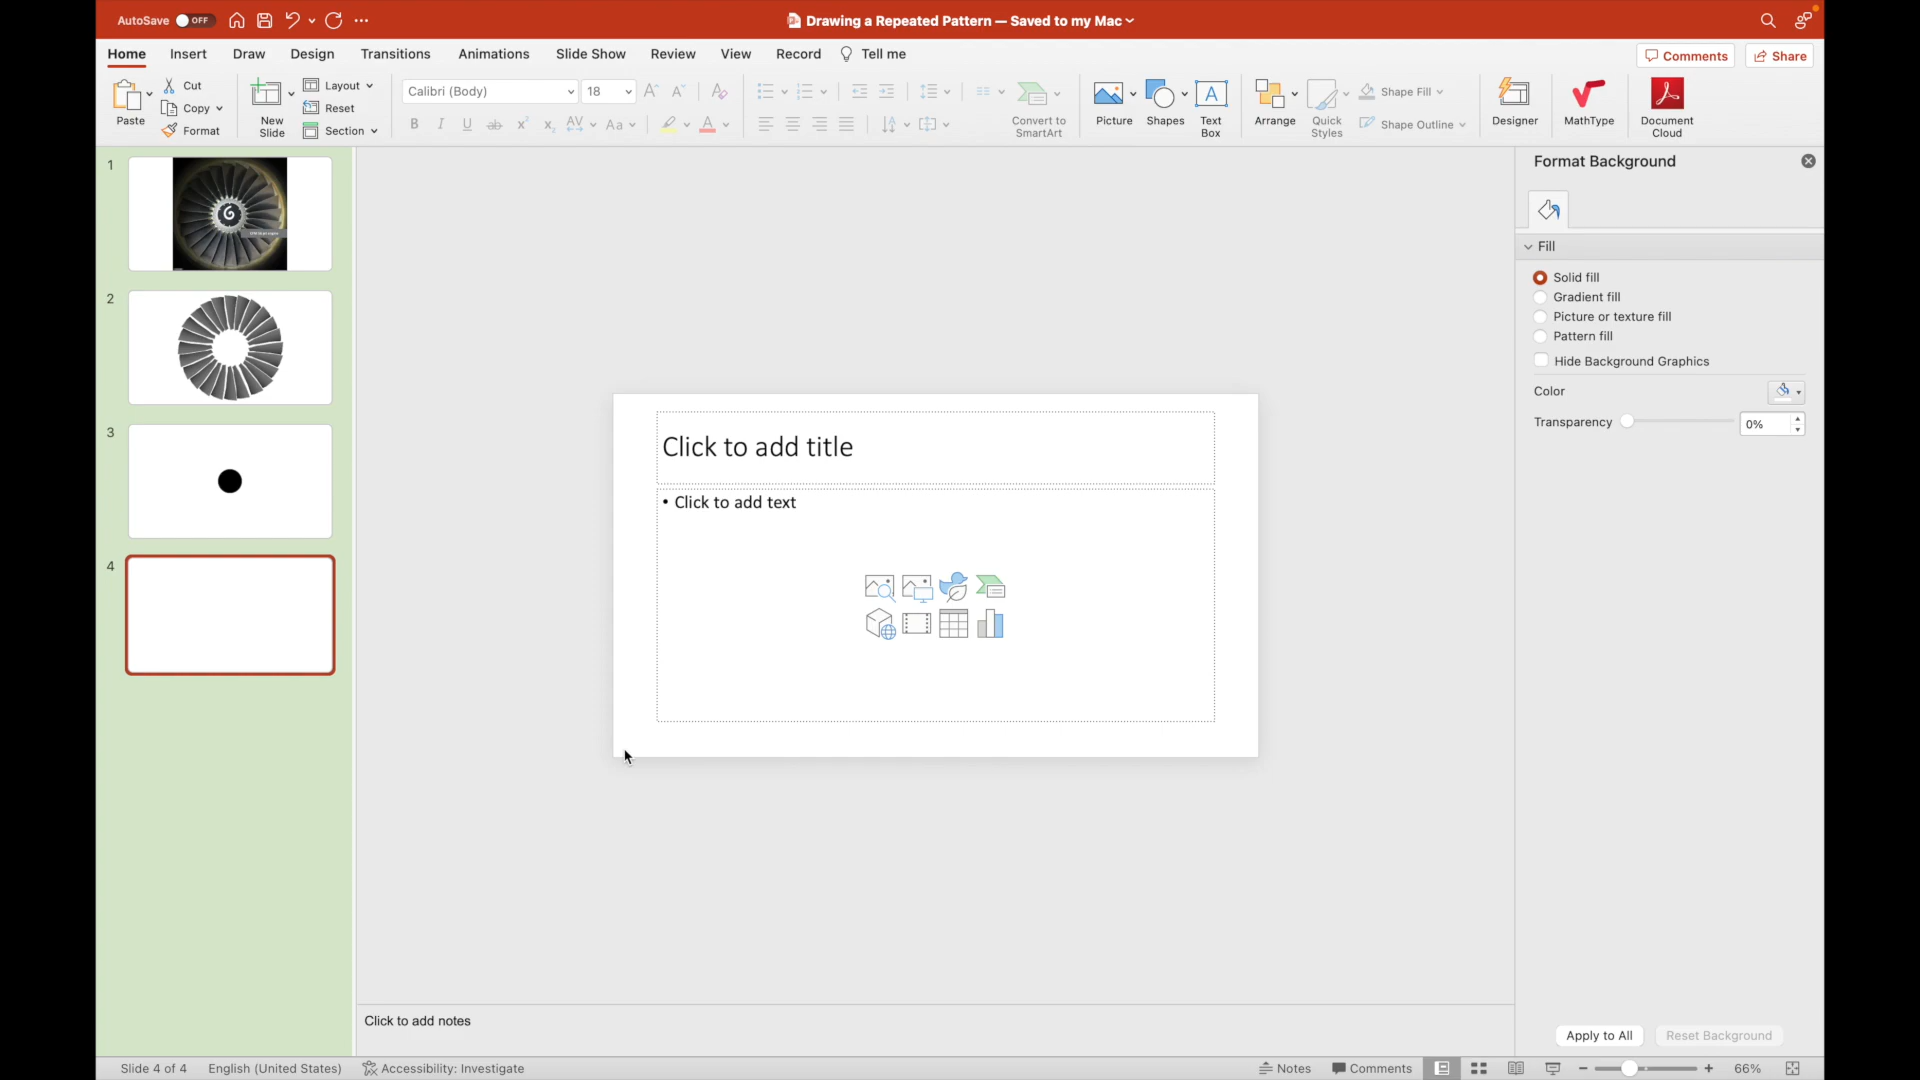 AutoSave OFF
Drawing a Repeated Pattern — Saved to my Mac
Home Insert Draw Design Transitions Animations Slide Show Review View Record Tell me
Comments Share
Paste
Cut
Copy
Format
New
Slide
Layout
Reset
Section
Calibri (Body) 18
Convert to
SmartArt
Picture
Shapes
Text
Box
Arrange
Quick
Styles
Shape Fill
Shape Outline
Designer
MathType
Document
Cloud
1
2
3
4
Click to add title
• Click to add text
Format Background
Fill
Solid fill
Gradient fill
Picture or texture fill
Pattern fill
Hide Background Graphics
Color
Transparency 0%
Apply to All Reset Background
Click to add notes
Slide 4 of 4 English (United States) Accessibility: Investigate Notes Comments 66%